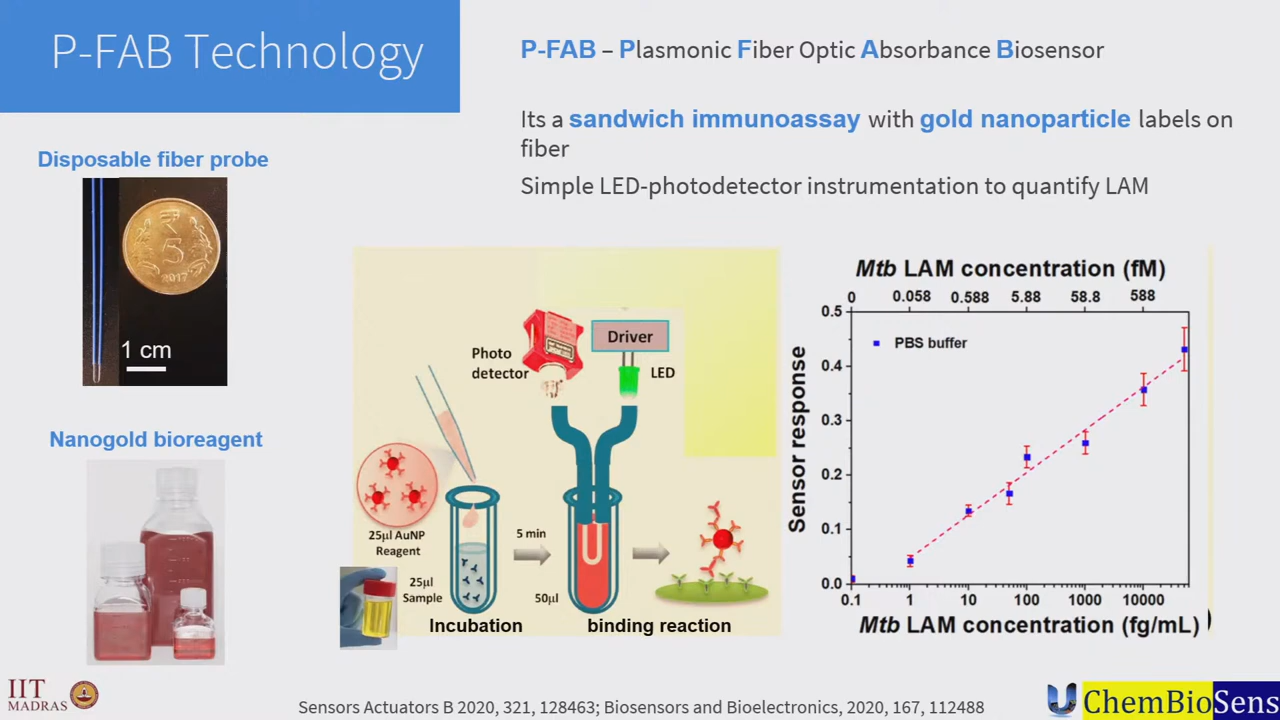 P-FAB Technology
P-FAB – Plasmonic Fiber Optic Absorbance Biosensor
Its a sandwich immunoassay with gold nanoparticle labels on
fiber
Simple LED-photodetector instrumentation to quantify LAM
Disposable fiber probe
₹
5
2017
1 cm
Nanogold bioreagent
Photo
detector
Driver
LED
25µl AuNP
Reagent
5 min
25µl
Sample
50µl
Incubation
binding reaction
Mtb LAM concentration (fM)
0 0.058 0.588 5.88 58.8 588
PBS buffer
Sensor response
0.5
0.4
0.3
0.2
0.1
0.0
0.1 1 10 100 1000 10000
Mtb LAM concentration (fg/mL)
IIT
MADRAS
Sensors Actuators B 2020, 321, 128463; Biosensors and Bioelectronics, 2020, 167, 112488
ChemBioSens